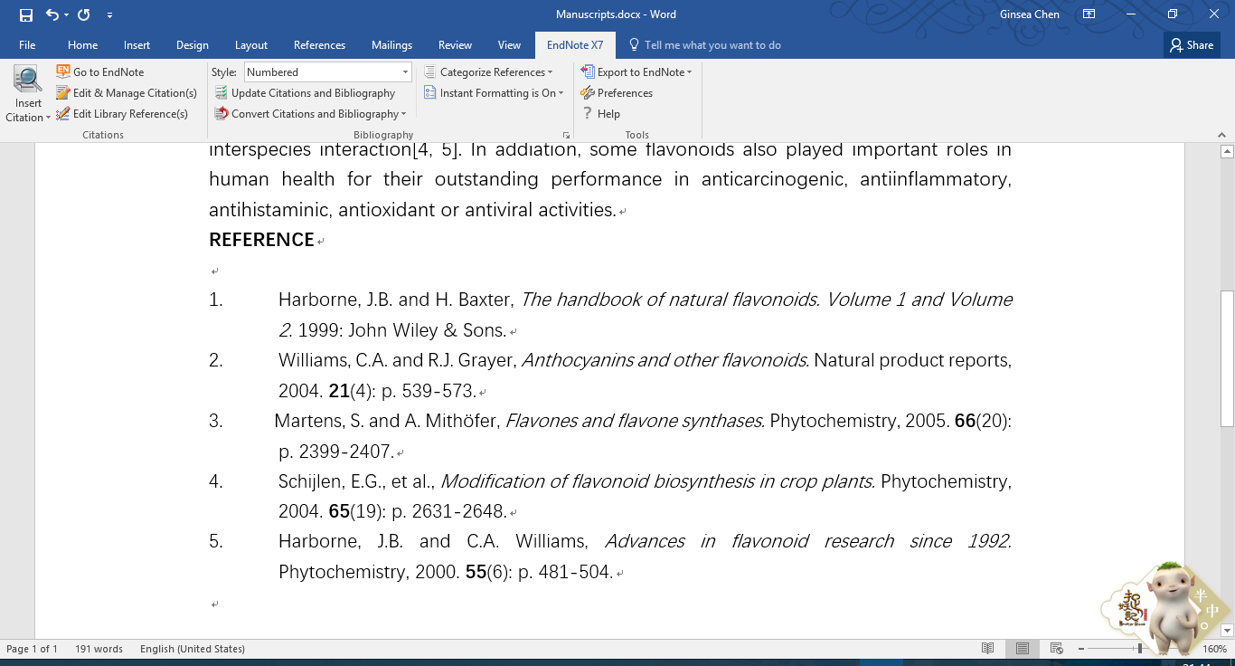 Manuscripts.docx - Word
Ginsea Chen
File Home Insert Design Layout References Mailings Review View EndNote X7 Tell me what you want to do Share
Insert Citation
Go to EndNote
Edit & Manage Citation(s)
Edit Library Reference(s)
Citations
Style: Numbered
Update Citations and Bibliography
Convert Citations and Bibliography
Categorize References
Instant Formatting is On
Bibliography
Export to EndNote
Preferences
? Help
Tools
interspecies interaction[4, 5]. In addiation, some flavonoids also played important roles in
human health for their outstanding performance in anticarcinogenic, antiinflammatory,
antihistaminic, antioxidant or antiviral activities.
REFERENCE
1. Harborne, J.B. and H. Baxter, The handbook of natural flavonoids. Volume 1 and Volume
2. 1999: John Wiley & Sons.
2. Williams, C.A. and R.J. Grayer, Anthocyanins and other flavonoids. Natural product reports,
2004. 21(4): p. 539-573.
3. Martens, S. and A. Mithöfer, Flavones and flavone synthases. Phytochemistry, 2005. 66(20):
p. 2399-2407.
4. Schijlen, E.G., et al., Modification of flavonoid biosynthesis in crop plants. Phytochemistry,
2004. 65(19): p. 2631-2648.
5. Harborne, J.B. and C.A. Williams, Advances in flavonoid research since 1992.
Phytochemistry, 2000. 55(6): p. 481-504.
半
中
Page 1 of 1 191 words English (United States) 160%